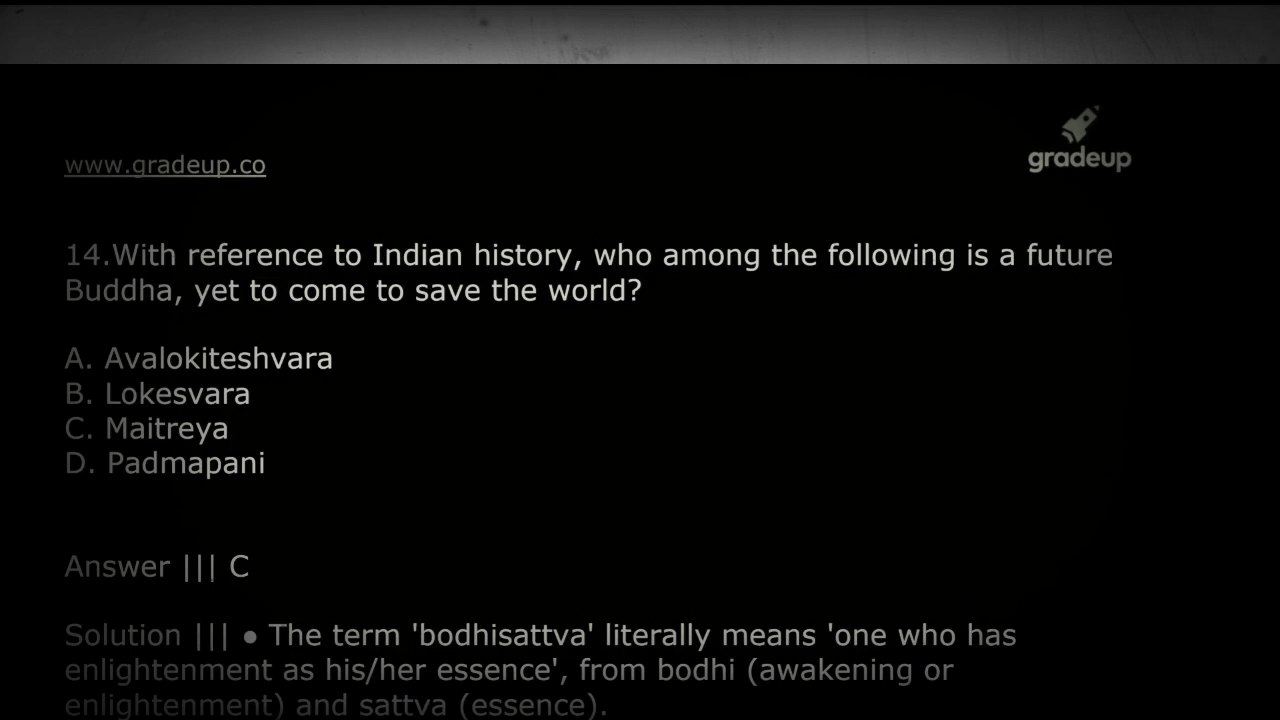 www.gradeup.co
gradeup
14.With reference to Indian history, who among the following is a future
Buddha, yet to come to save the world?
A. Avalokiteshvara
B. Lokesvara
C. Maitreya
D. Padmapani
Answer ||| C
Solution ||| ● The term 'bodhisattva' literally means 'one who has
enlightenment as his/her essence', from bodhi (awakening or
enlightenment) and sattva (essence).